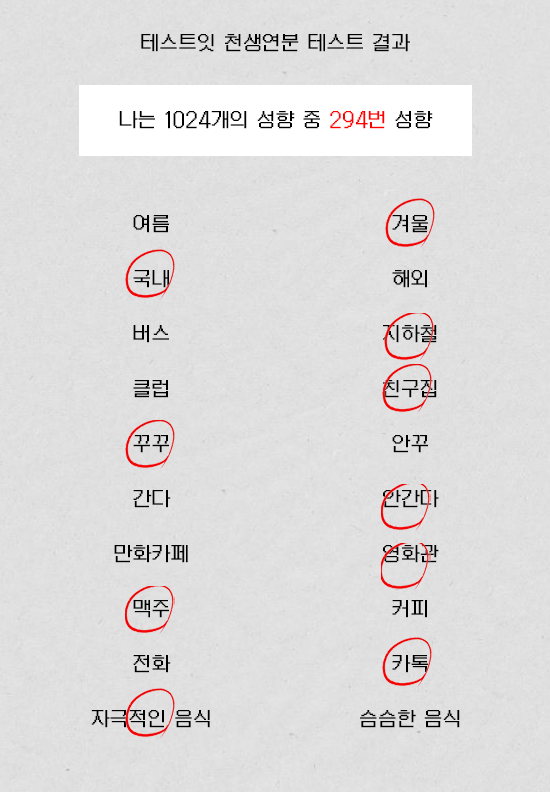 테스트잇 천생연분 테스트 결과
나는 1024개의 성향 중 294번 성향
여름 겨울
국내 해외
버스 지하철
클럽 친구집
꾸꾸 안꾸
간다 안간다
만화카페 영화관
맥주 커피
전화 카톡
자극적인 음식 슴슴한 음식